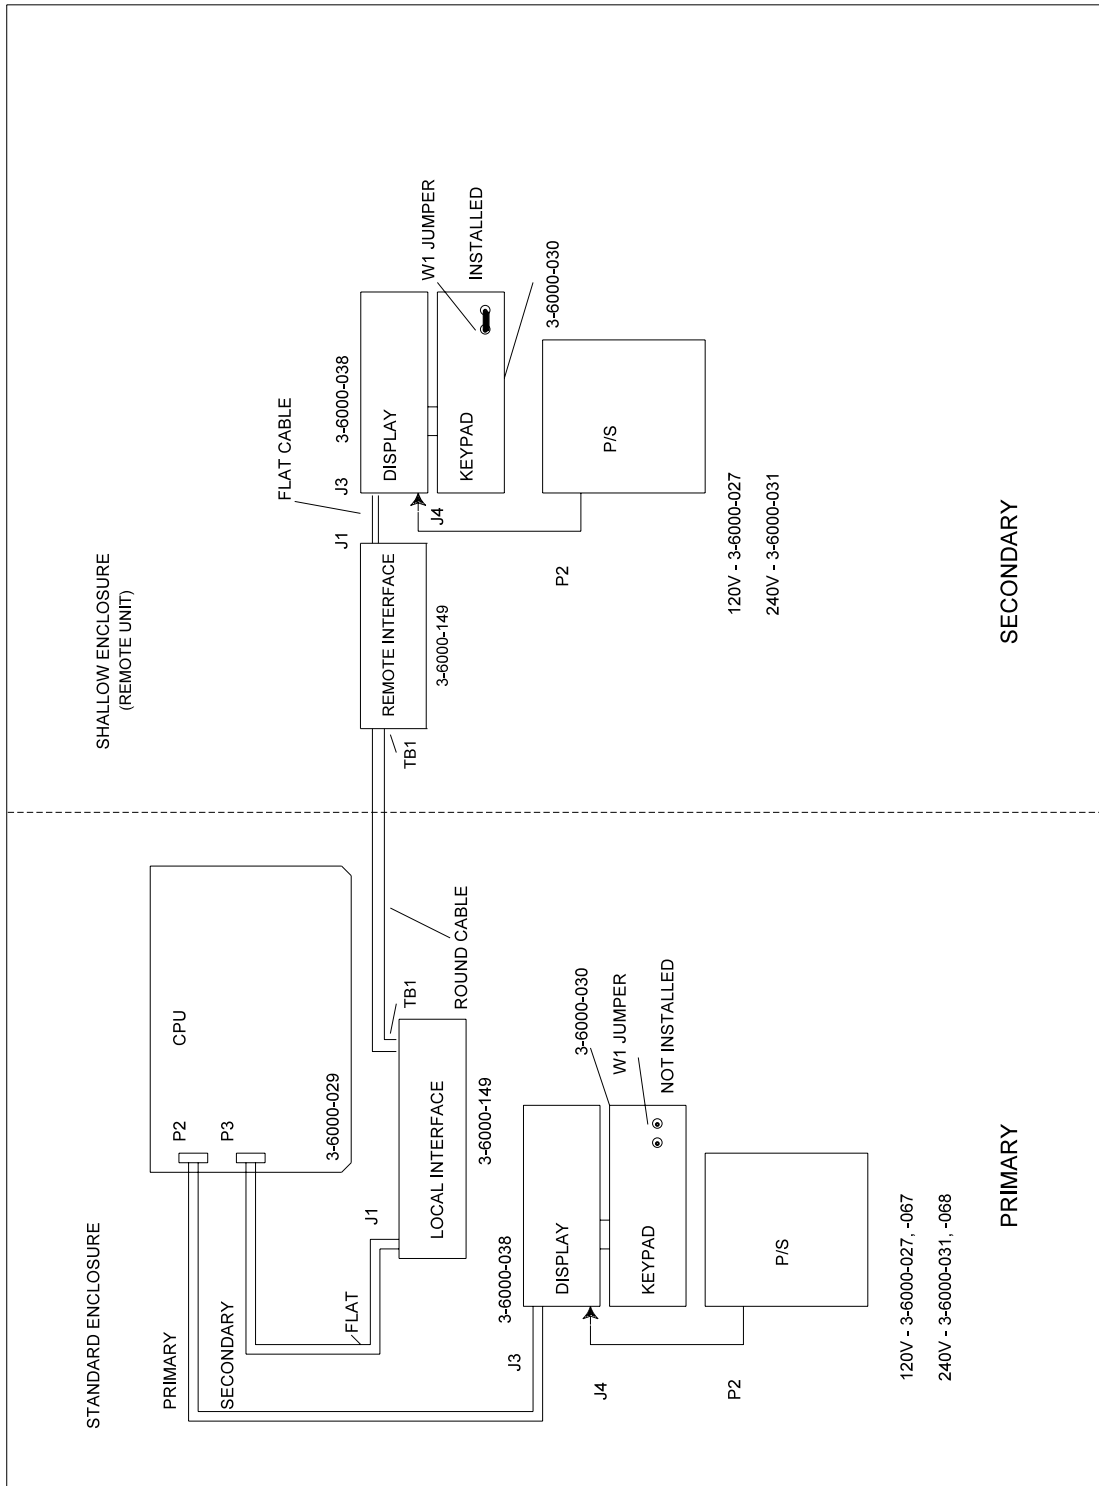 STANDARD ENCLOSURE
PRIMARY
SECONDARY
FLAT
P2
P3
CPU
3-6000-029
J1
LOCAL INTERFACE
3-6000-149
TB1
ROUND CABLE
J3
3-6000-038
DISPLAY
J4
KEYPAD
3-6000-030
W1 JUMPER
NOT INSTALLED
P2
P/S
120V - 3-6000-027, -067
240V - 3-6000-031, -068
PRIMARY
SHALLOW ENCLOSURE
(REMOTE UNIT)
TB1
REMOTE INTERFACE
3-6000-149
J1
FLAT CABLE
J3
3-6000-038
DISPLAY
J4
KEYPAD
W1 JUMPER
INSTALLED
3-6000-030
P2
P/S
120V - 3-6000-027
240V - 3-6000-031
SECONDARY